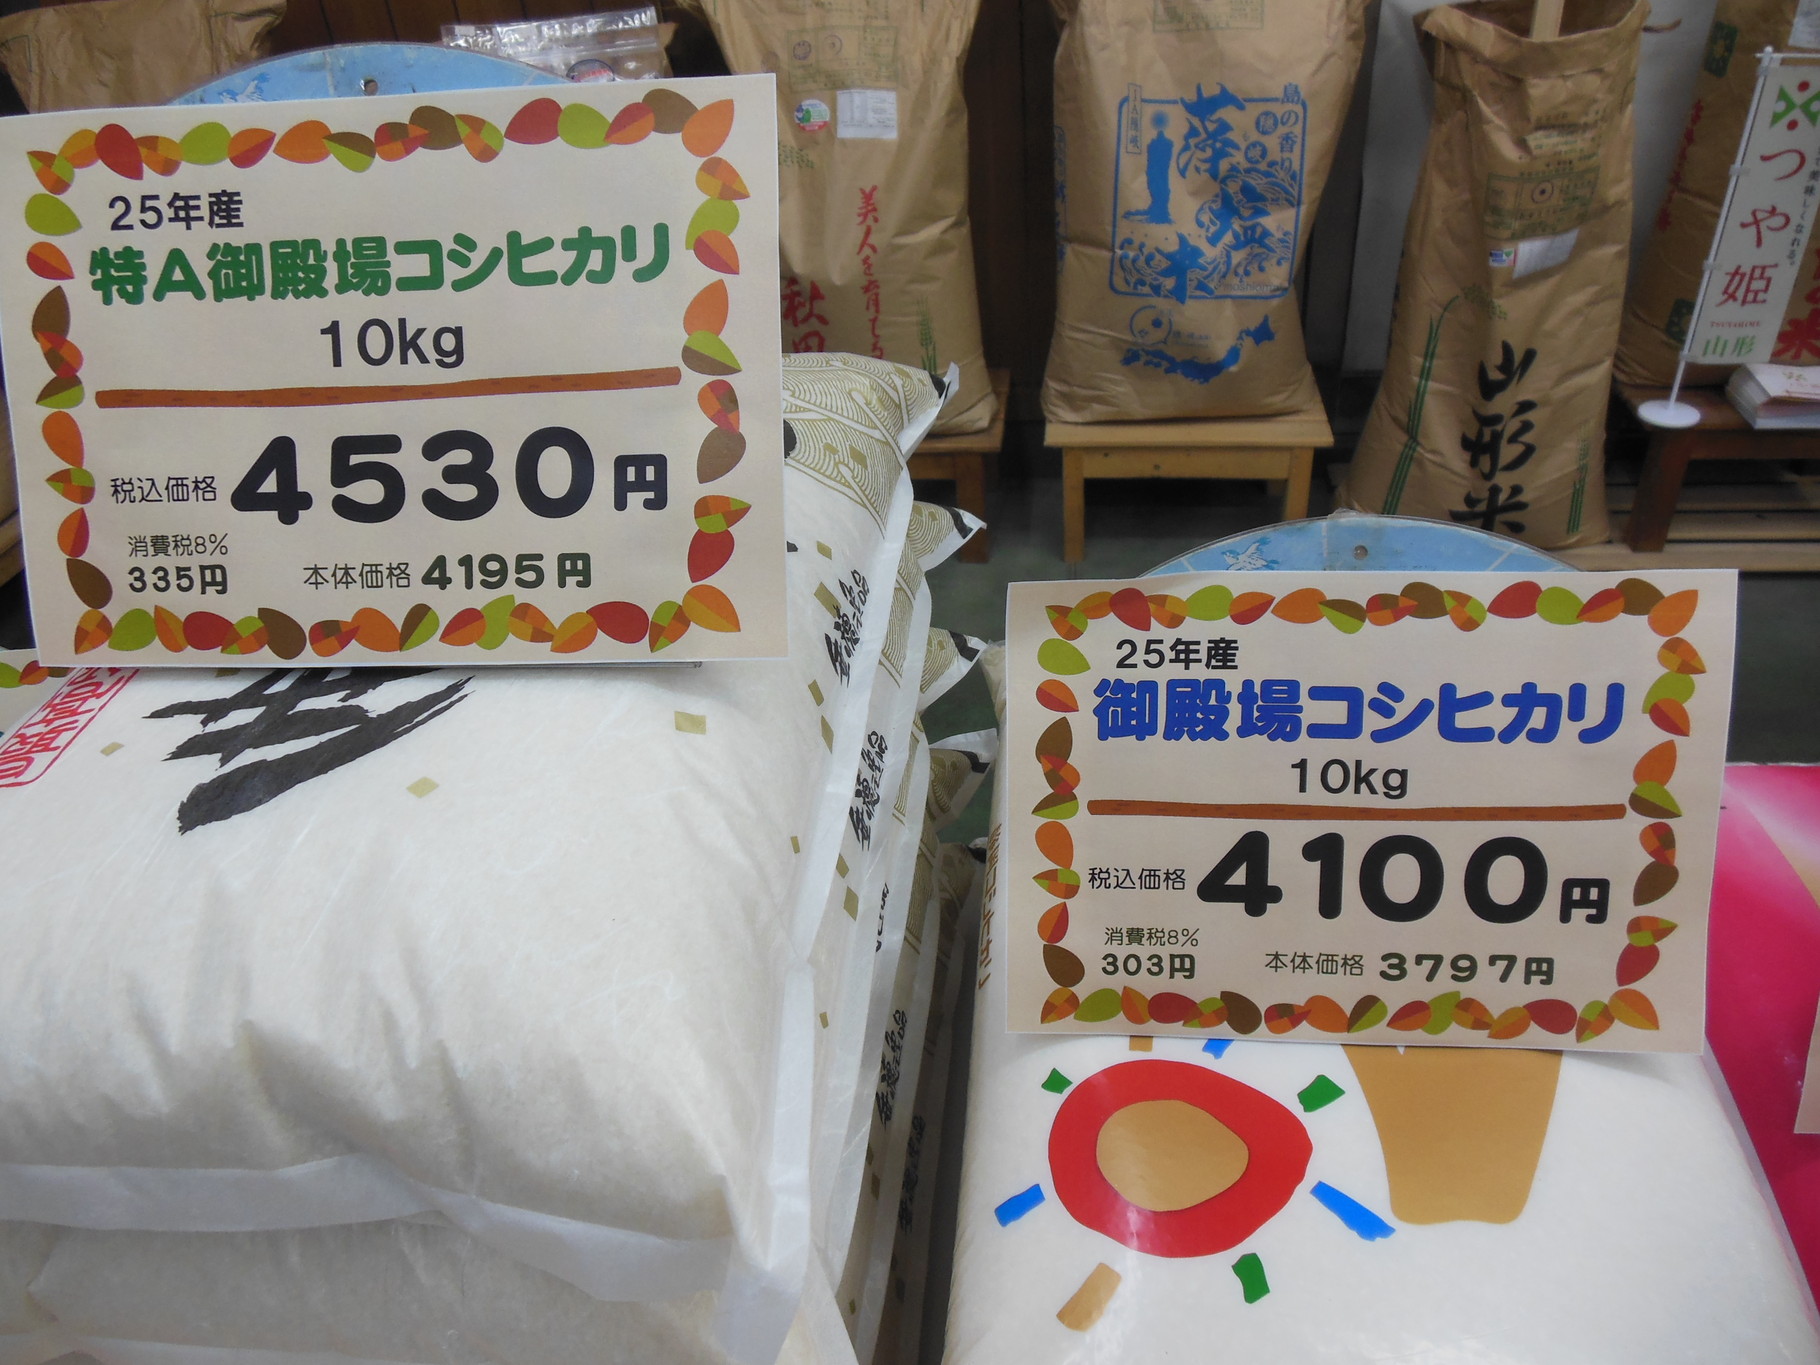 25年産
特A御殿場コシヒカリ
10kg
税込価格 4530円
消費税8%
335円 本体価格 4195円
25年産
御殿場コシヒカリ
10kg
税込価格 4100円
消費税8%
303円 本体価格 3797円
美人を育てる
秋田
島の香り
藻塩米
山形米
つや姫
山形